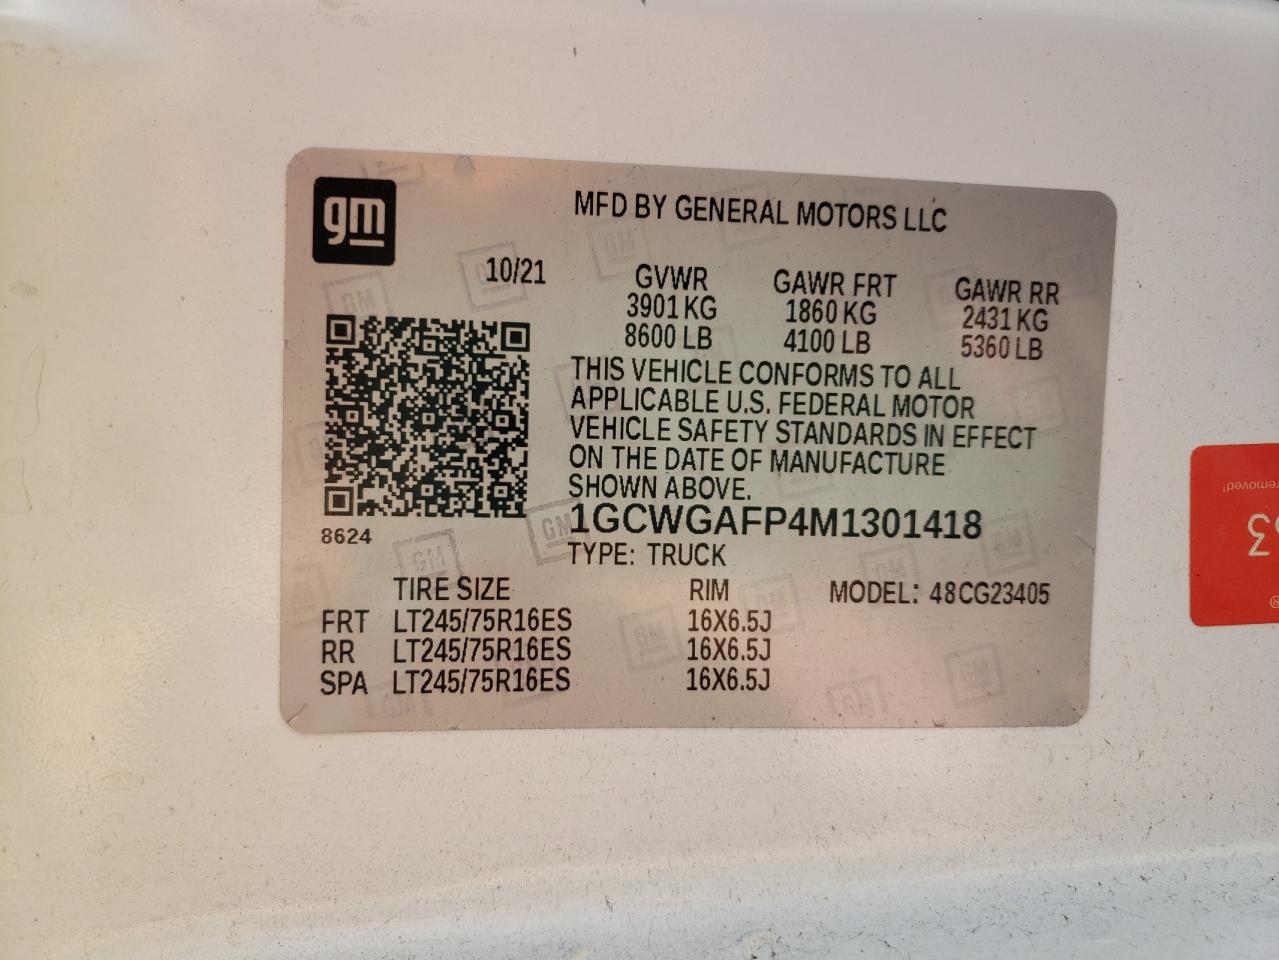 gm
MFD BY GENERAL MOTORS LLC
10/21
GVWR GAWR FRT GAWR RR
3901 KG 1860 KG 2431 KG
8600 LB 4100 LB 5360 LB
THIS VEHICLE CONFORMS TO ALL
APPLICABLE U.S. FEDERAL MOTOR
VEHICLE SAFETY STANDARDS IN EFFECT
ON THE DATE OF MANUFACTURE
SHOWN ABOVE.
8624
1GCWGAFP4M1301418
TYPE: TRUCK
TIRE SIZE RIM MODEL: 48CG23405
FRT LT245/75R16ES 16X6.5J
RR LT245/75R16ES 16X6.5J
SPA LT245/75R16ES 16X6.5J
removed!
3
®